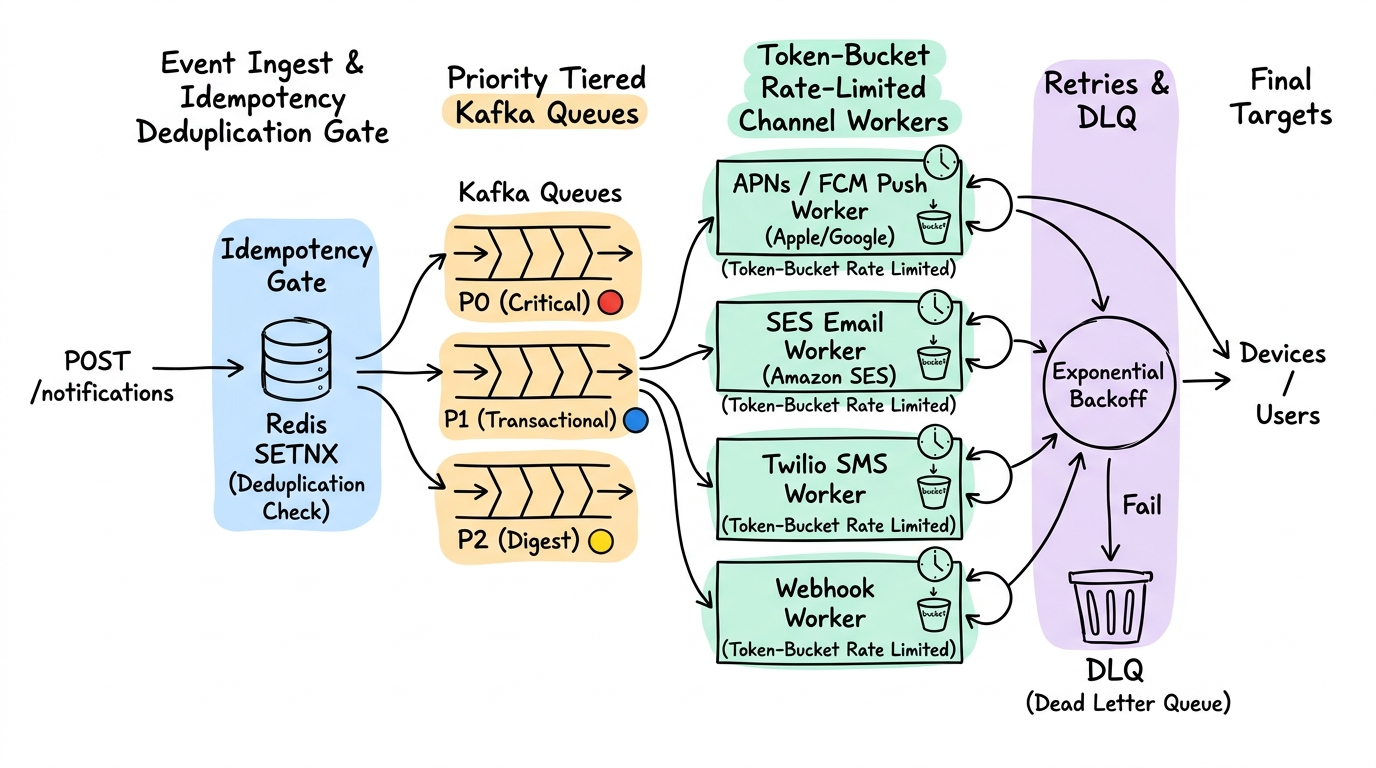 Event Ingest &
Idempotency
Deduplication Gate
Priority Tiered
Kafka Queues
Token-Bucket
Rate-Limited
Channel Workers
Retries &
DLQ
Final
Targets
POST
/notifications
Idempotency
Gate
Redis
SETNX
(Deduplication
Check)
Kafka Queues
P0 (Critical)
P1 (Transactional)
P2 (Digest)
APNs / FCM Push
Worker
(Apple/Google)
bucket
(Token-Bucket Rate Limited)
SES Email
Worker
(Amazon SES)
bucket
(Token-Bucket Rate Limited)
Twilio SMS
Worker
bucket
(Token-Bucket Rate Limited)
Webhook
Worker
bucket
(Token-Bucket Rate Limited)
Exponential
Backoff
Fail
DLQ
(Dead Letter Queue)
Devices
/
Users